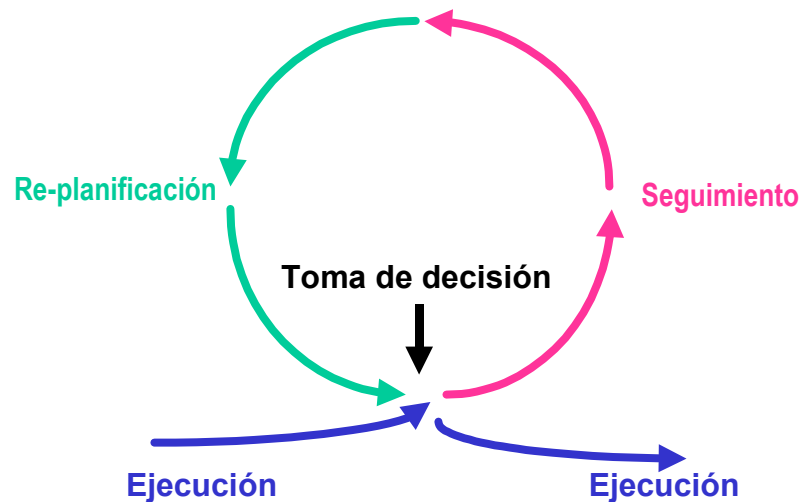 Re-planificación
Seguimiento
Toma de decisión
Ejecución
Ejecución